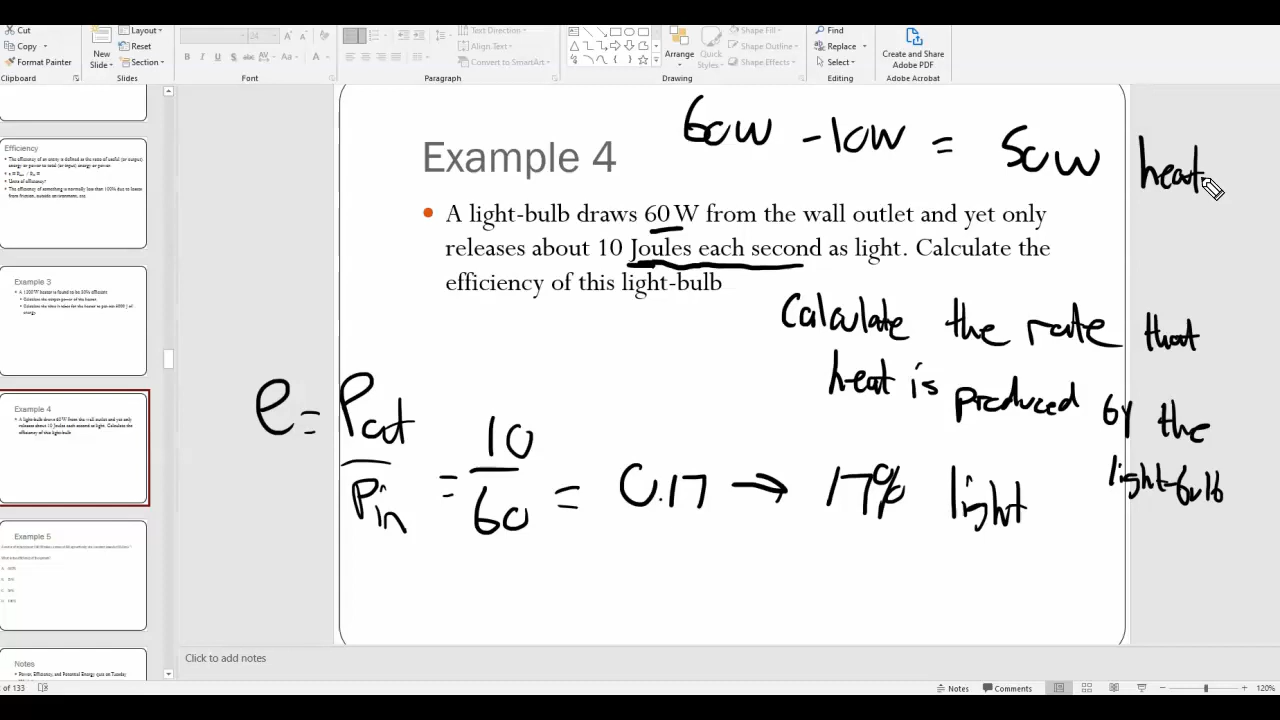 Cut
Copy
Format Painter
Clipboard
New
Slide
Layout
Reset
Section
Slides
24
Font
Text Direction
Align Text
Convert to SmartArt
Paragraph
Arrange
Quick
Styles
Shape Fill
Shape Outline
Shape Effects
Drawing
Find
Replace
Select
Editing
Create and Share
Adobe PDF
Adobe Acrobat
Efficiency
Example 3
Example 4
Example 5
Notes
60W - 10W = 50W heat
Example 4
A light-bulb draws 60 W from the wall outlet and yet only
releases about 10 Joules each second as light. Calculate the
efficiency of this light-bulb
Calculate the rate that
heat is produced by the
light-bulb
e = Pout / Pin = 10 / 60 = 0.17 → 17% light
Click to add notes
of 133
Notes
Comments
120%